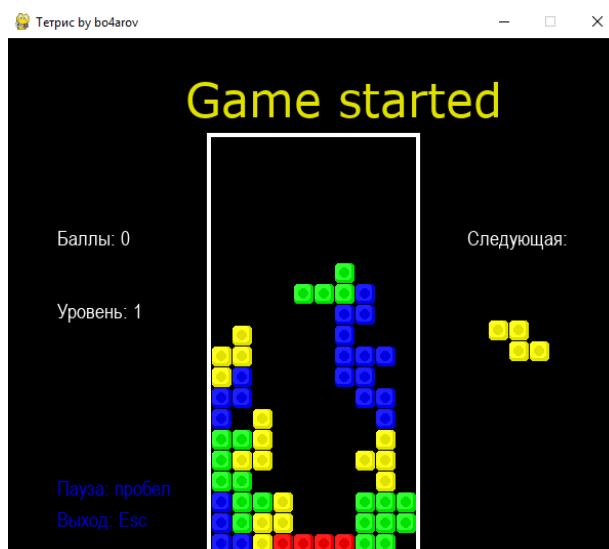 Тетрис by bo4arov
Game started
Баллы: 0
Следующая:
Уровень: 1
Пауза: пробел
Выход: Esc